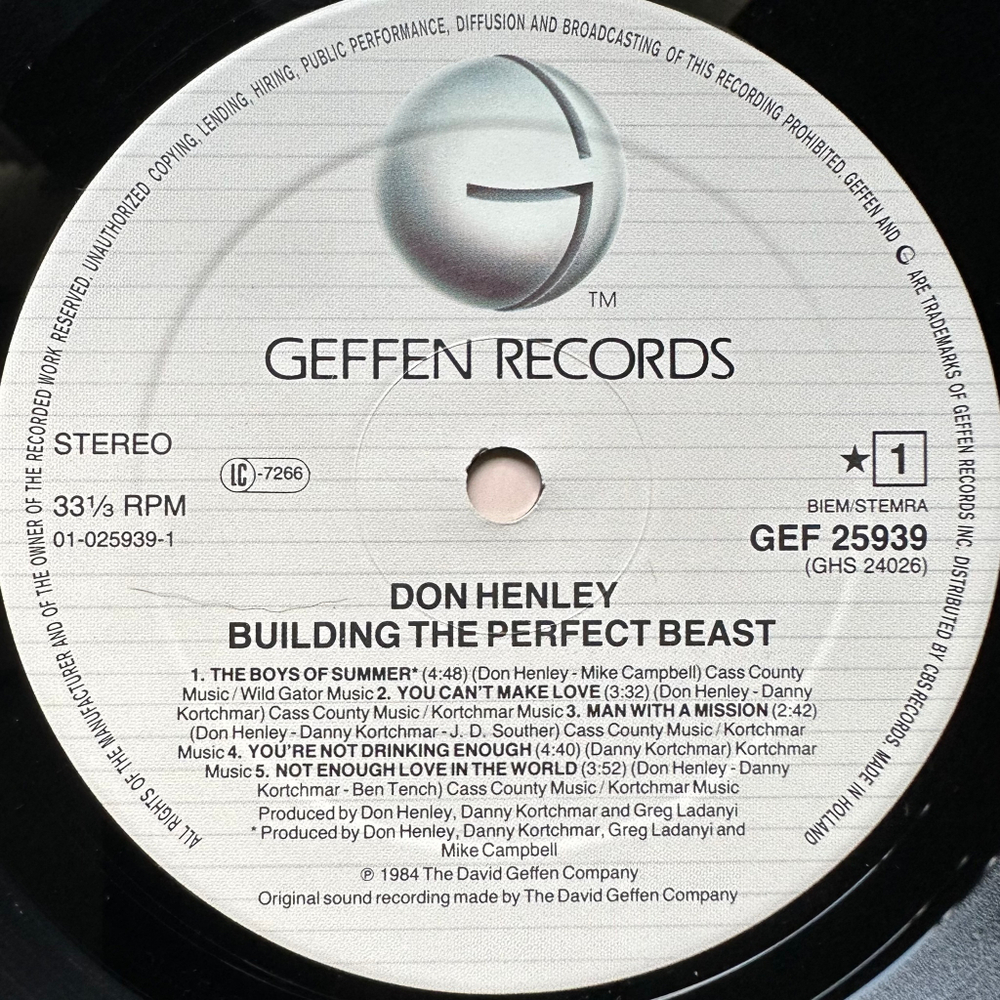 ALL RIGHTS OF THE MANUFACTURER AND OF THE OWNER OF THE RECORDED WORK RESERVED. UNAUTHORIZED COPYING, LENDING, HIRING, PUBLIC PERFORMANCE, DIFFUSION AND BROADCASTING OF THIS RECORDING PROHIBITED. GEFFEN AND G ARE TRADEMARKS OF GEFFEN RECORDS INC. DISTRIBUTED BY CBS RECORDS. MADE IN HOLLAND
G
TM
GEFFEN RECORDS
STEREO
LC-7266
★ 1
33⅓ RPM
BIEM/STEMRA
01-025939-1
GEF 25939
(GHS 24026)
DON HENLEY
BUILDING THE PERFECT BEAST
1. THE BOYS OF SUMMER* (4:48) (Don Henley - Mike Campbell) Cass County
Music / Wild Gator Music 2. YOU CAN'T MAKE LOVE (3:32) (Don Henley - Danny
Kortchmar) Cass County Music / Kortchmar Music 3. MAN WITH A MISSION (2:42)
(Don Henley - Danny Kortchmar - J. D. Souther) Cass County Music / Kortchmar
Music 4. YOU'RE NOT DRINKING ENOUGH (4:40) (Danny Kortchmar) Kortchmar
Music 5. NOT ENOUGH LOVE IN THE WORLD (3:52) (Don Henley - Danny
Kortchmar - Ben Tench) Cass County Music / Kortchmar Music
Produced by Don Henley, Danny Kortchmar and Greg Ladanyi
* Produced by Don Henley, Danny Kortchmar, Greg Ladanyi and
Mike Campbell
℗ 1984 The David Geffen Company
Original sound recording made by The David Geffen Company